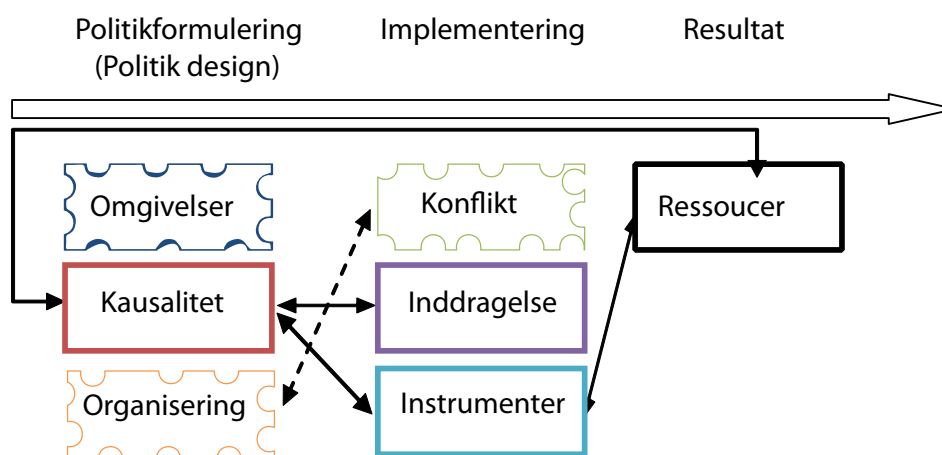 Politikformulering
(Politik design)
Implementering
Resultat
Omgivelser
Konflikt
Ressoucer
Kausalitet
Inddragelse
Organisering
Instrumenter